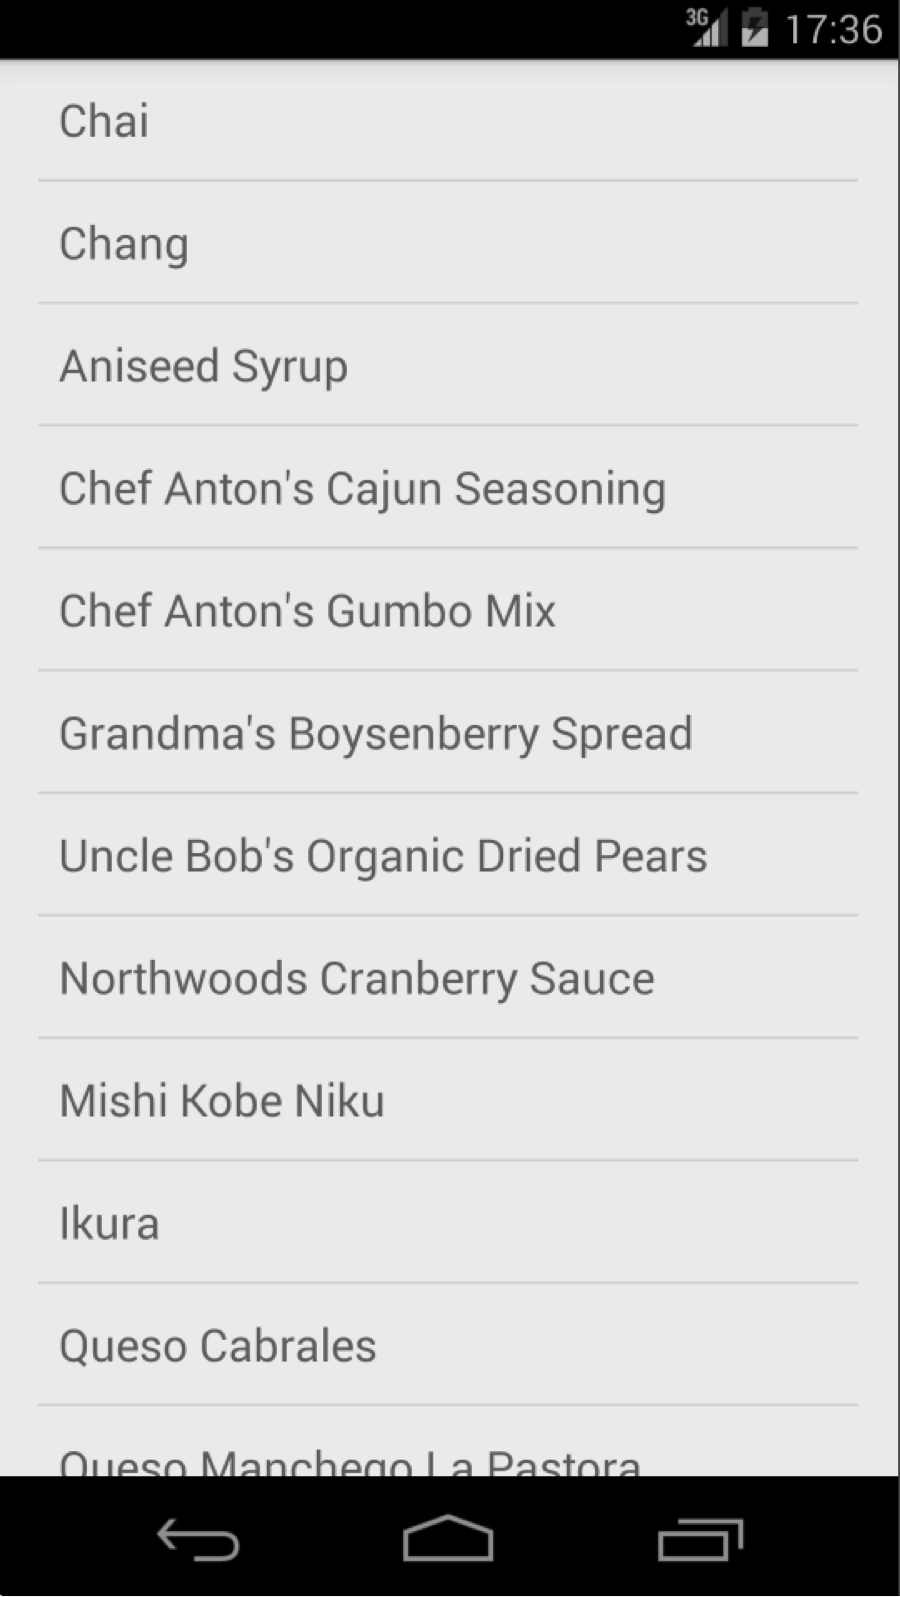 3G 17:36
Chai
Chang
Aniseed Syrup
Chef Anton's Cajun Seasoning
Chef Anton's Gumbo Mix
Grandma's Boysenberry Spread
Uncle Bob's Organic Dried Pears
Northwoods Cranberry Sauce
Mishi Kobe Niku
Ikura
Queso Cabrales
Queso Manchego La Pastora